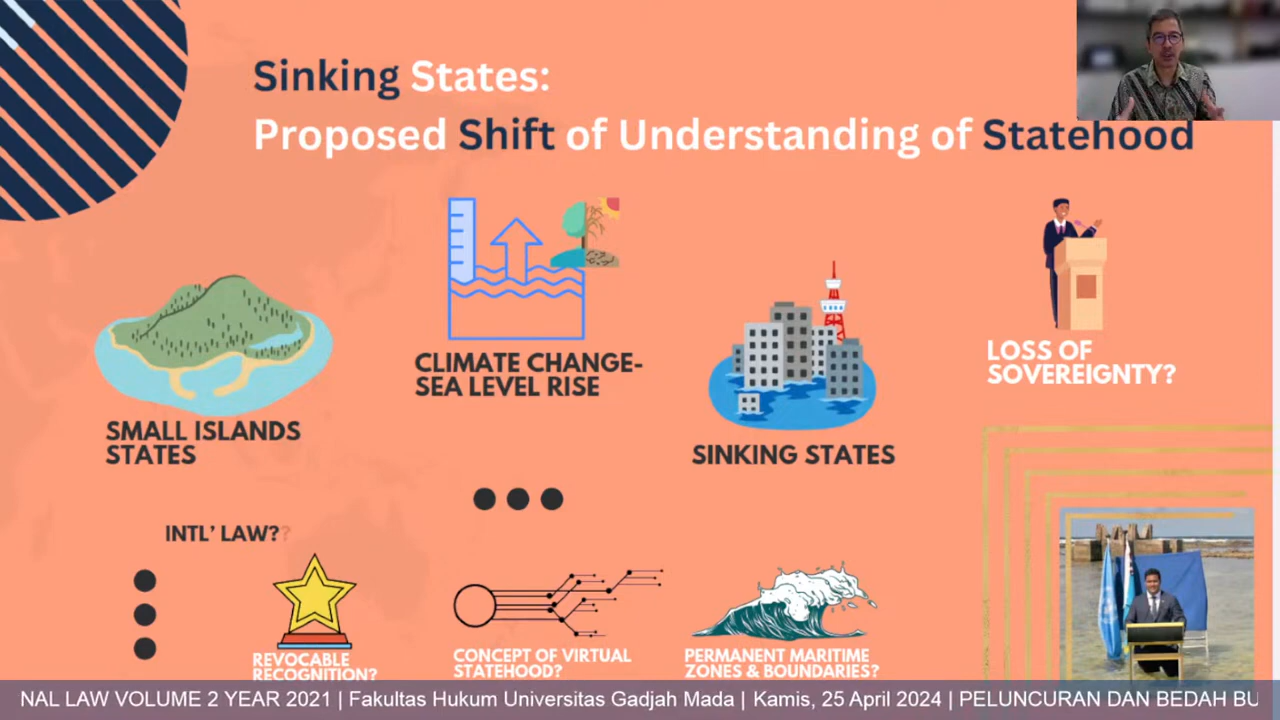 Sinking States:
Proposed Shift of Understanding of Statehood
SMALL ISLANDS
STATES
CLIMATE CHANGE-
SEA LEVEL RISE
SINKING STATES
LOSS OF
SOVEREIGNTY?
INTL' LAW??
REVOCABLE
RECOGNITION?
CONCEPT OF VIRTUAL
STATEHOOD?
PERMANENT MARITIME
ZONES & BOUNDARIES?
NAL LAW VOLUME 2 YEAR 2021 | Fakultas Hukum Universitas Gadjah Mada | Kamis, 25 April 2024 | PELUNCURAN DAN BEDAH BU